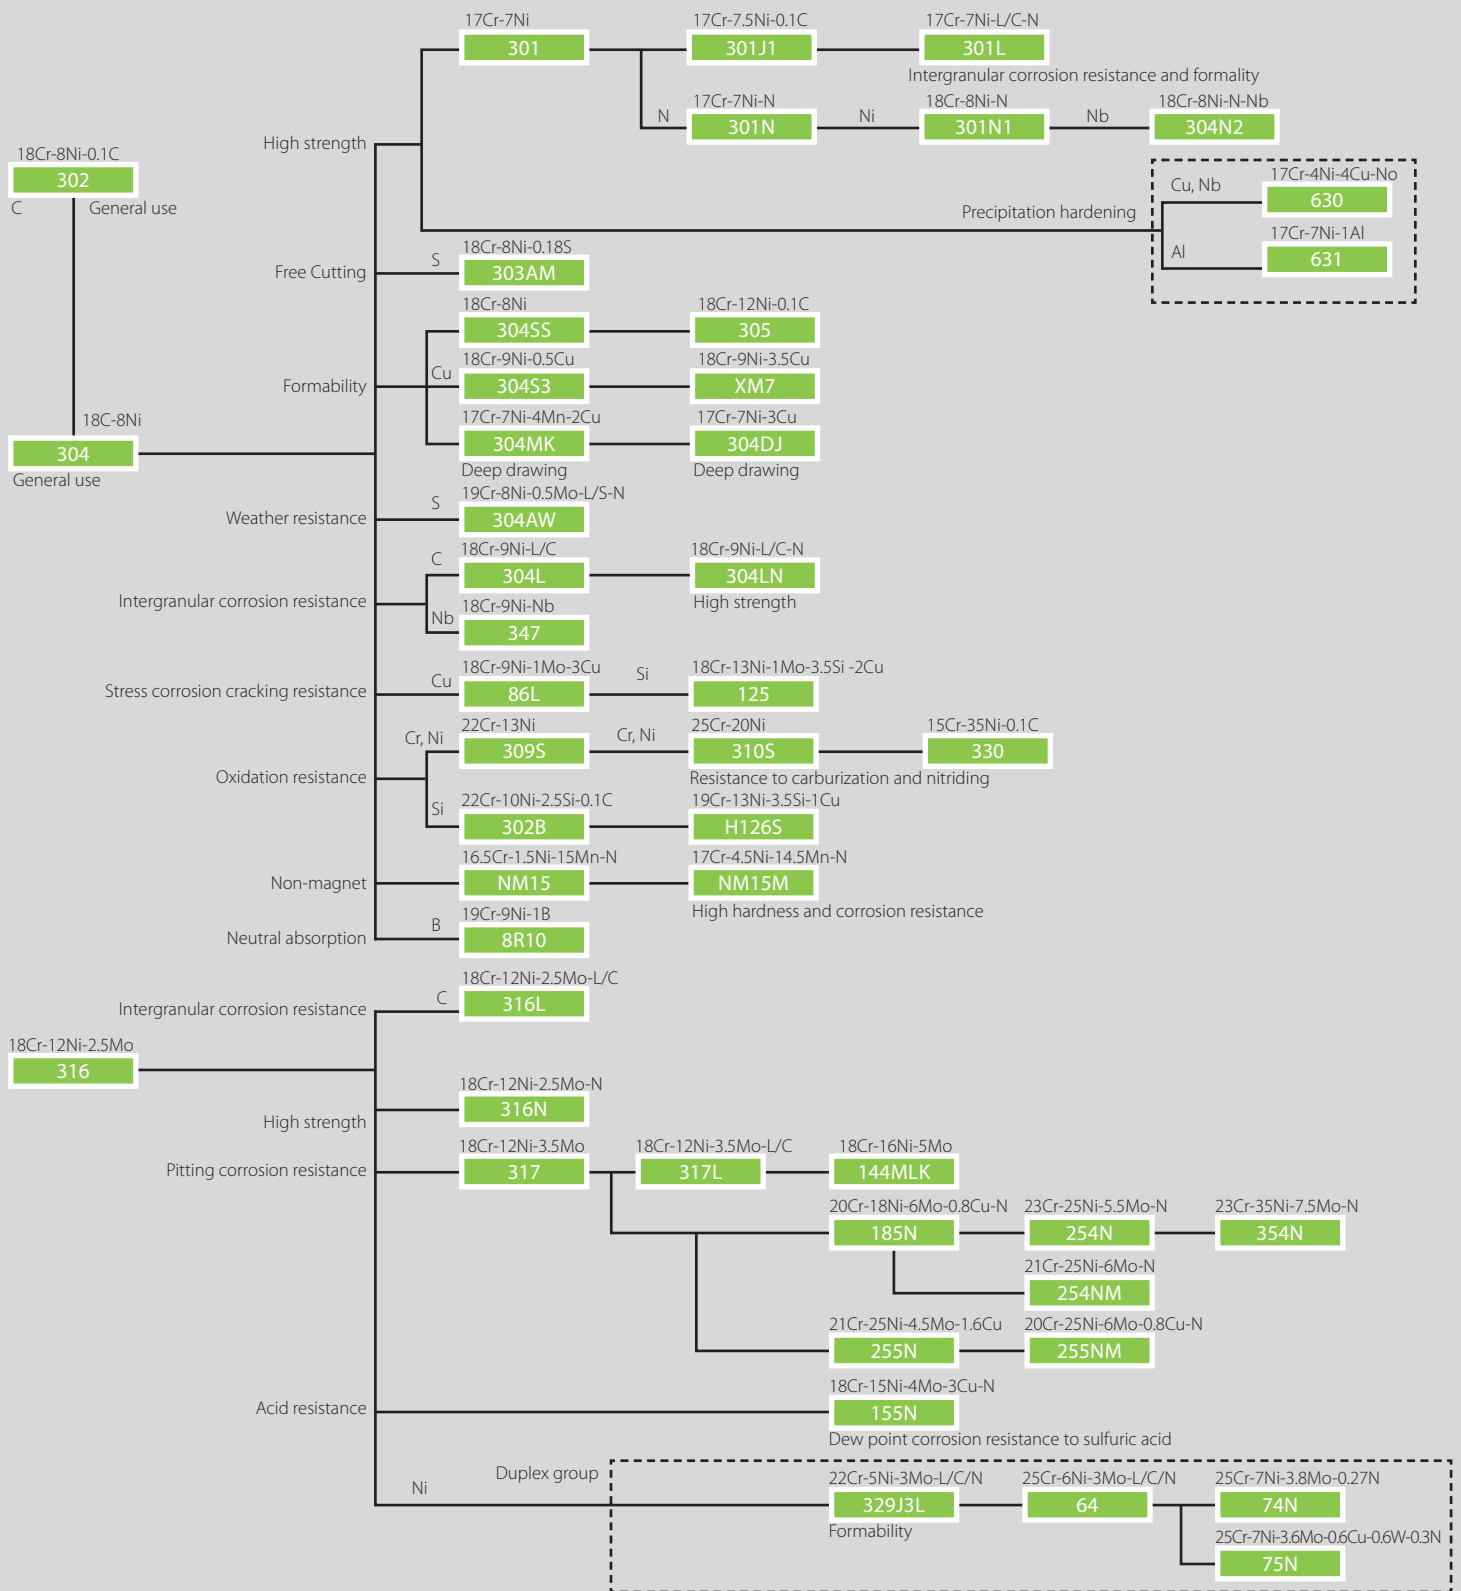 17Cr-7Ni
301
17Cr-7.5Ni-0.1C
301J1
17Cr-7Ni-L/C-N
301L
Intergranular corrosion resistance and formality
N
17Cr-7Ni-N
301N
Ni
18Cr-8Ni-N
301N1
Nb
18Cr-8Ni-N-Nb
304N2
High strength
18Cr-8Ni-0.1C
302
C
General use
Precipitation hardening
Cu, Nb
17Cr-4Ni-4Cu-No
630
Al
17Cr-7Ni-1Al
631
Free Cutting
S
18Cr-8Ni-0.18S
303AM
18Cr-8Ni
304SS
18Cr-12Ni-0.1C
305
Formability
Cu
18Cr-9Ni-0.5Cu
304S3
18Cr-9Ni-3.5Cu
XM7
17Cr-7Ni-4Mn-2Cu
304MK
Deep drawing
17Cr-7Ni-3Cu
304DJ
Deep drawing
18C-8Ni
304
General use
Weather resistance
S
19Cr-8Ni-0.5Mo-L/S-N
304AW
Intergranular corrosion resistance
C
18Cr-9Ni-L/C
304L
18Cr-9Ni-L/C-N
304LN
High strength
Nb
18Cr-9Ni-Nb
347
Stress corrosion cracking resistance
Cu
18Cr-9Ni-1Mo-3Cu
86L
Si
18Cr-13Ni-1Mo-3.5Si -2Cu
125
Oxidation resistance
Cr, Ni
22Cr-13Ni
309S
Cr, Ni
25Cr-20Ni
310S
Resistance to carburization and nitriding
15Cr-35Ni-0.1C
330
Si
22Cr-10Ni-2.5Si-0.1C
302B
19Cr-13Ni-3.5Si-1Cu
H126S
Non-magnet
16.5Cr-1.5Ni-15Mn-N
NM15
17Cr-4.5Ni-14.5Mn-N
NM15M
High hardness and corrosion resistance
Neutral absorption
B
19Cr-9Ni-1B
8R10
Intergranular corrosion resistance
C
18Cr-12Ni-2.5Mo-L/C
316L
18Cr-12Ni-2.5Mo
316
High strength
18Cr-12Ni-2.5Mo-N
316N
Pitting corrosion resistance
18Cr-12Ni-3.5Mo
317
18Cr-12Ni-3.5Mo-L/C
317L
18Cr-16Ni-5Mo
144MLK
20Cr-18Ni-6Mo-0.8Cu-N
185N
23Cr-25Ni-5.5Mo-N
254N
23Cr-35Ni-7.5Mo-N
354N
21Cr-25Ni-6Mo-N
254NM
21Cr-25Ni-4.5Mo-1.6Cu
255N
20Cr-25Ni-6Mo-0.8Cu-N
255NM
Acid resistance
18Cr-15Ni-4Mo-3Cu-N
155N
Dew point corrosion resistance to sulfuric acid
Ni
Duplex group
22Cr-5Ni-3Mo-L/C/N
329J3L
Formability
25Cr-6Ni-3Mo-L/C/N
64
25Cr-7Ni-3.8Mo-0.27N
74N
25Cr-7Ni-3.6Mo-0.6Cu-0.6W-0.3N
75N